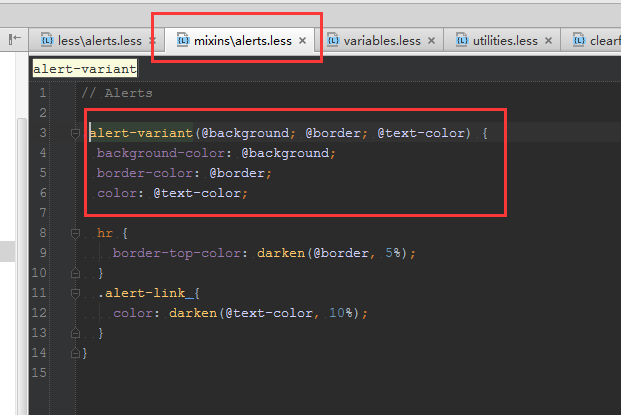 less\alerts.less × mixins\alerts.less × variables.less × utilities.less × clearf
alert-variant
1 // Alerts
2
3 alert-variant(@background; @border; @text-color) {
4 background-color: @background;
5 border-color: @border;
6 color: @text-color;
7
8 hr {
9 border-top-color: darken(@border, 5%);
10 }
11 .alert-link {
12 color: darken(@text-color, 10%);
13 }
14 }
15